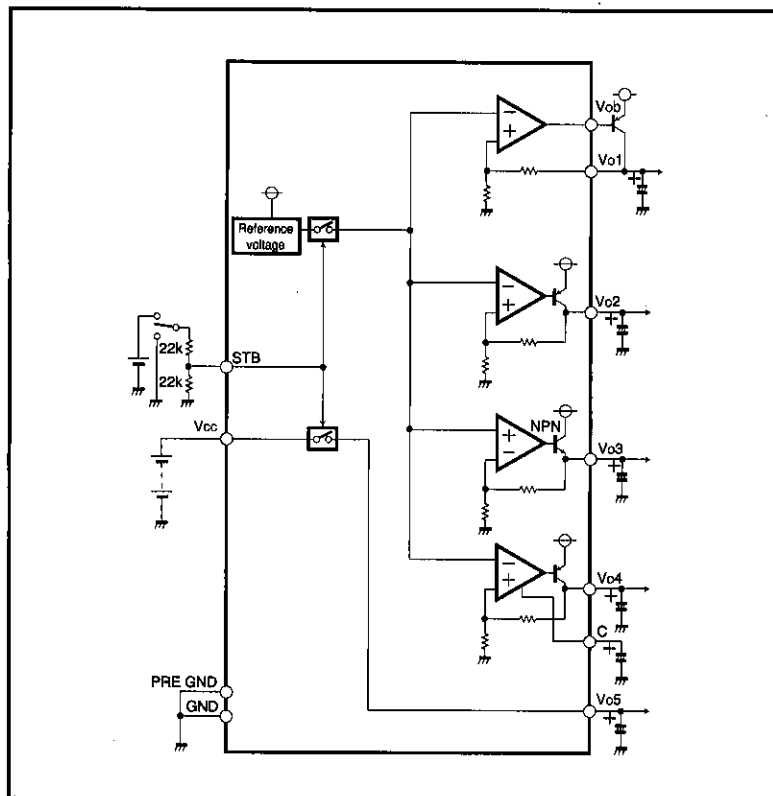 Vob
Vo1
Reference
voltage
Vo2
22k
STB
22k
Vcc
NPN
Vo3
Vo4
C
PRE GND
GND
Vo5